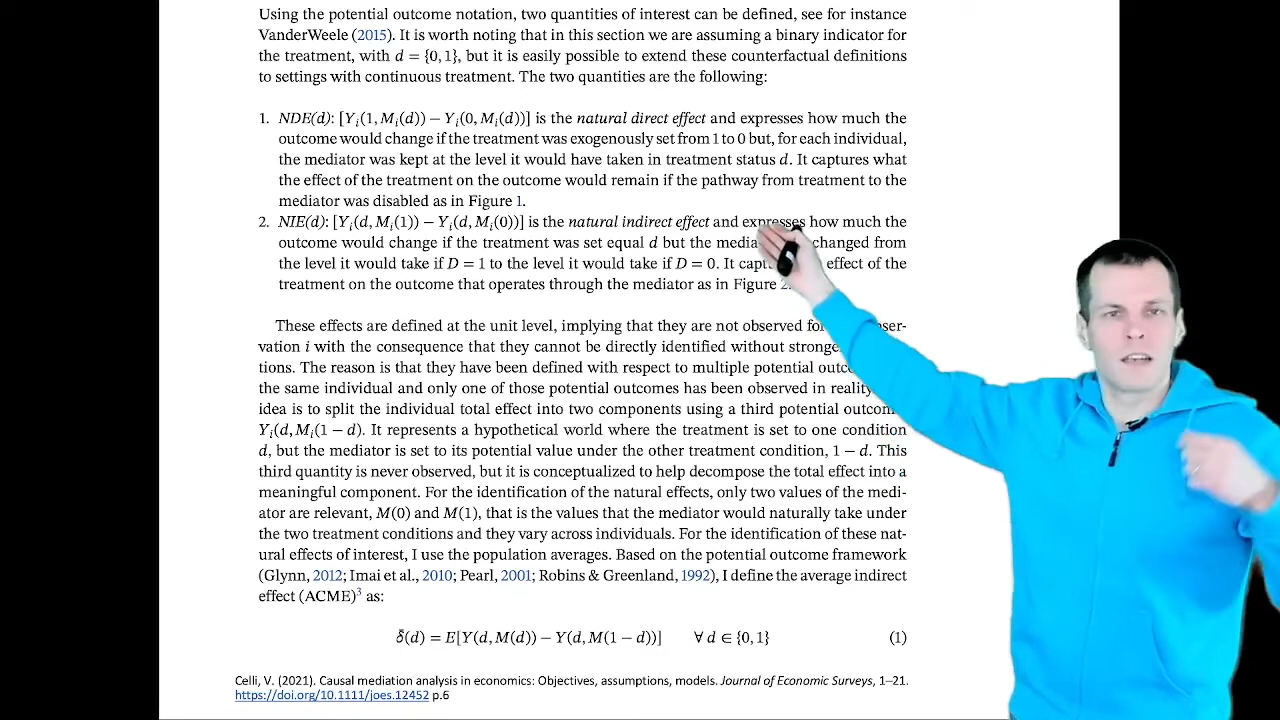 Using the potential outcome notation, two quantities of interest can be defined, see for instance
VanderWeele (2015). It is worth noting that in this section we are assuming a binary indicator for
the treatment, with d = {0, 1}, but it is easily possible to extend these counterfactual definitions
to settings with continuous treatment. The two quantities are the following:
1. NDE(d): [Yᵢ(1, Mᵢ(d)) − Yᵢ(0, Mᵢ(d))] is the natural direct effect and expresses how much the
outcome would change if the treatment was exogenously set from 1 to 0 but, for each individual,
the mediator was kept at the level it would have taken in treatment status d. It captures what
the effect of the treatment on the outcome would remain if the pathway from treatment to the
mediator was disabled as in Figure 1.
2. NIE(d): [Yᵢ(d, Mᵢ(1)) − Yᵢ(d, Mᵢ(0))] is the natural indirect effect and expresses how much the
outcome would change if the treatment was set equal d but the media changed from
the level it would take if D = 1 to the level it would take if D = 0. It capt effect of the
treatment on the outcome that operates through the mediator as in Figure 2.
These effects are defined at the unit level, implying that they are not observed fo ser-
vation i with the consequence that they cannot be directly identified without stronge
tions. The reason is that they have been defined with respect to multiple potential outc
the same individual and only one of those potential outcomes has been observed in reality
idea is to split the individual total effect into two components using a third potential outcom
Yᵢ(d, Mᵢ(1 − d). It represents a hypothetical world where the treatment is set to one condition
d, but the mediator is set to its potential value under the other treatment condition, 1 − d. This
third quantity is never observed, but it is conceptualized to help decompose the total effect into a
meaningful component. For the identification of the natural effects, only two values of the medi-
ator are relevant, M(0) and M(1), that is the values that the mediator would naturally take under
the two treatment conditions and they vary across individuals. For the identification of these nat-
ural effects of interest, I use the population averages. Based on the potential outcome framework
(Glynn, 2012; Imai et al., 2010; Pearl, 2001; Robins & Greenland, 1992), I define the average indirect
effect (ACME)³ as:
δ̄(d) = E[Y(d, M(d)) − Y(d, M(1 − d))] ∀ d ∈ {0, 1} (1)
Celli, V. (2021). Causal mediation analysis in economics: Objectives, assumptions, models. Journal of Economic Surveys, 1–21.
https://doi.org/10.1111/joes.12452 p.6